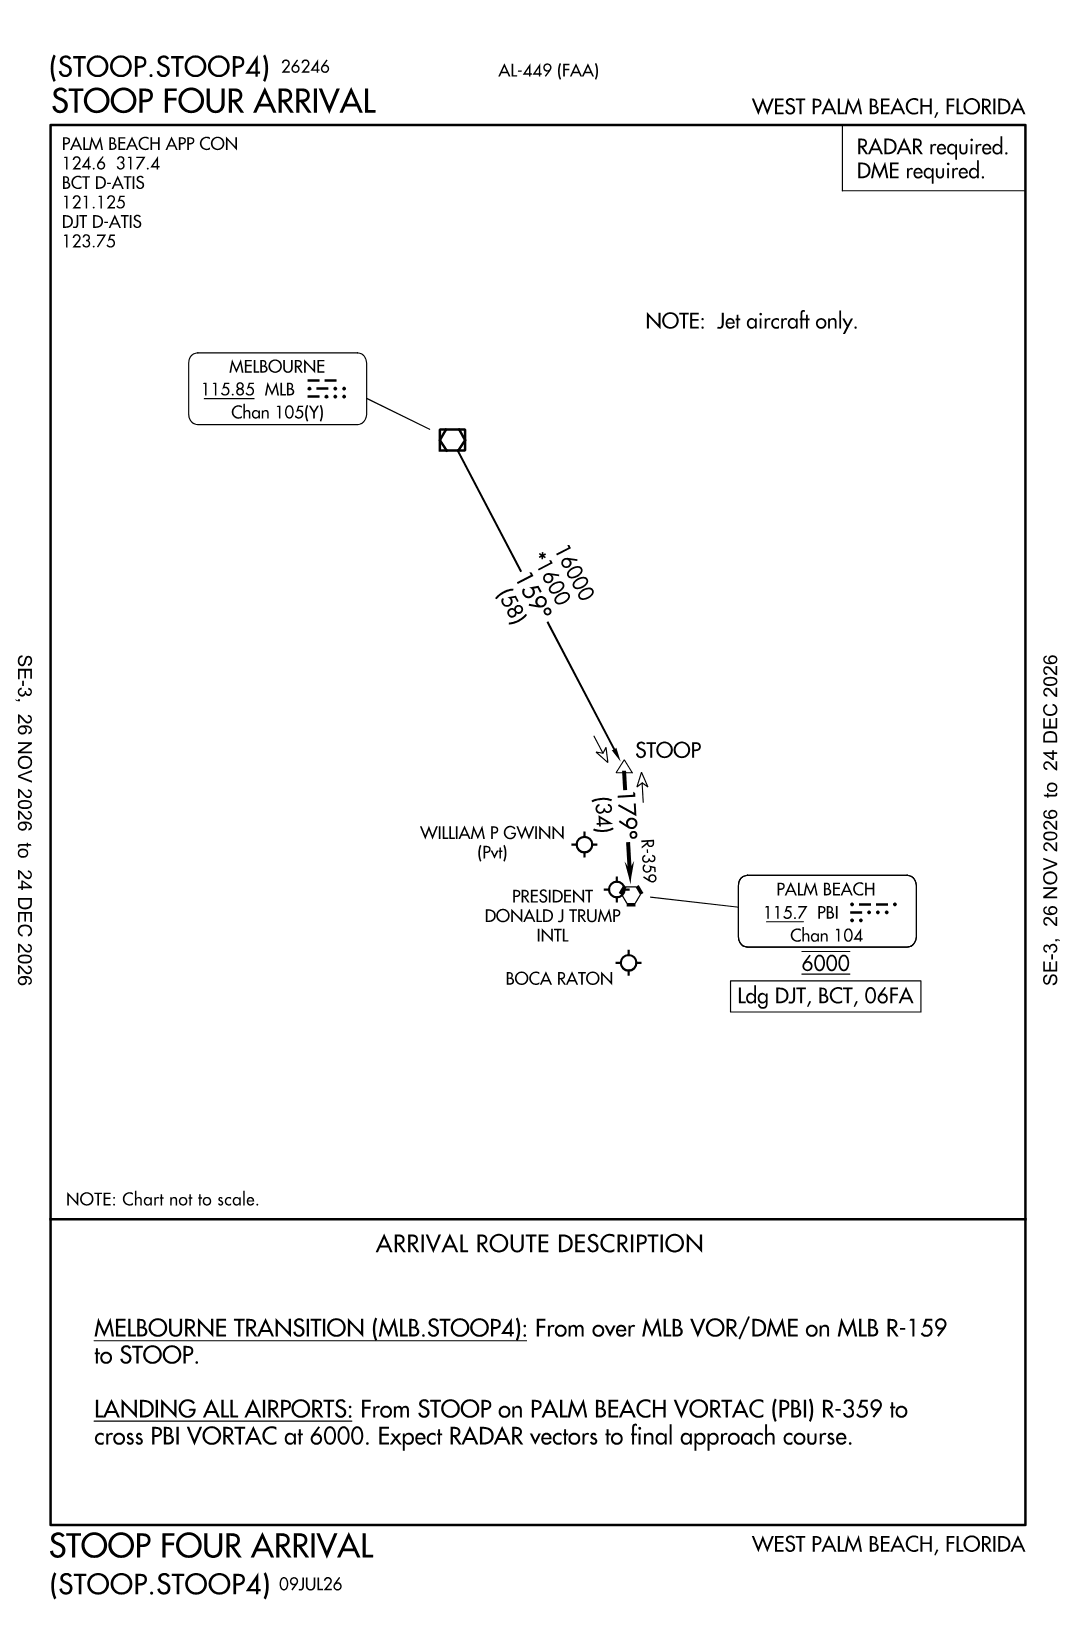 (STOOP.STOOP4) 26246
AL-449 (FAA)
STOOP FOUR ARRIVAL
WEST PALM BEACH, FLORIDA
PALM BEACH APP CON
124.6 317.4
BCT D-ATIS
121.125
DJT D-ATIS
123.75
RADAR required.
DME required.
NOTE: Jet aircraft only.
MELBOURNE
115.85 MLB
Chan 105(Y)
16000
*1600
159°
(58)
STOOP
179°
(34)
R-359
WILLIAM P GWINN
(Pvt)
PRESIDENT
DONALD J TRUMP
INTL
BOCA RATON
PALM BEACH
115.7 PBI
Chan 104
6000
Ldg DJT, BCT, 06FA
SE-3, 26 NOV 2026 to 24 DEC 2026
SE-3, 26 NOV 2026 to 24 DEC 2026
NOTE: Chart not to scale.
ARRIVAL ROUTE DESCRIPTION
MELBOURNE TRANSITION (MLB.STOOP4): From over MLB VOR/DME on MLB R-159
to STOOP.
LANDING ALL AIRPORTS: From STOOP on PALM BEACH VORTAC (PBI) R-359 to
cross PBI VORTAC at 6000. Expect RADAR vectors to final approach course.
STOOP FOUR ARRIVAL
WEST PALM BEACH, FLORIDA
(STOOP.STOOP4) 09JUL26